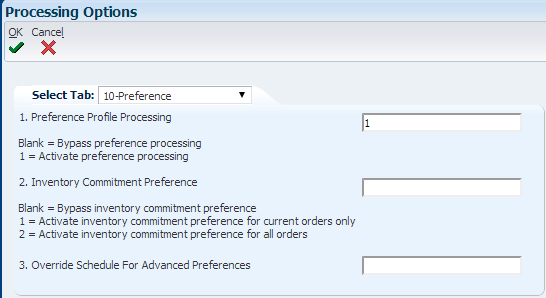 Processing Options
OK Cancel
Select Tab: 10-Preference
1. Preference Profile Processing 1
Blank = Bypass preference processing
1 = Activate preference processing
2. Inventory Commitment Preference
Blank = Bypass inventory commitment preference
1 = Activate inventory commitment preference for current orders only
2 = Activate inventory commitment preference for all orders
3. Override Schedule For Advanced Preferences